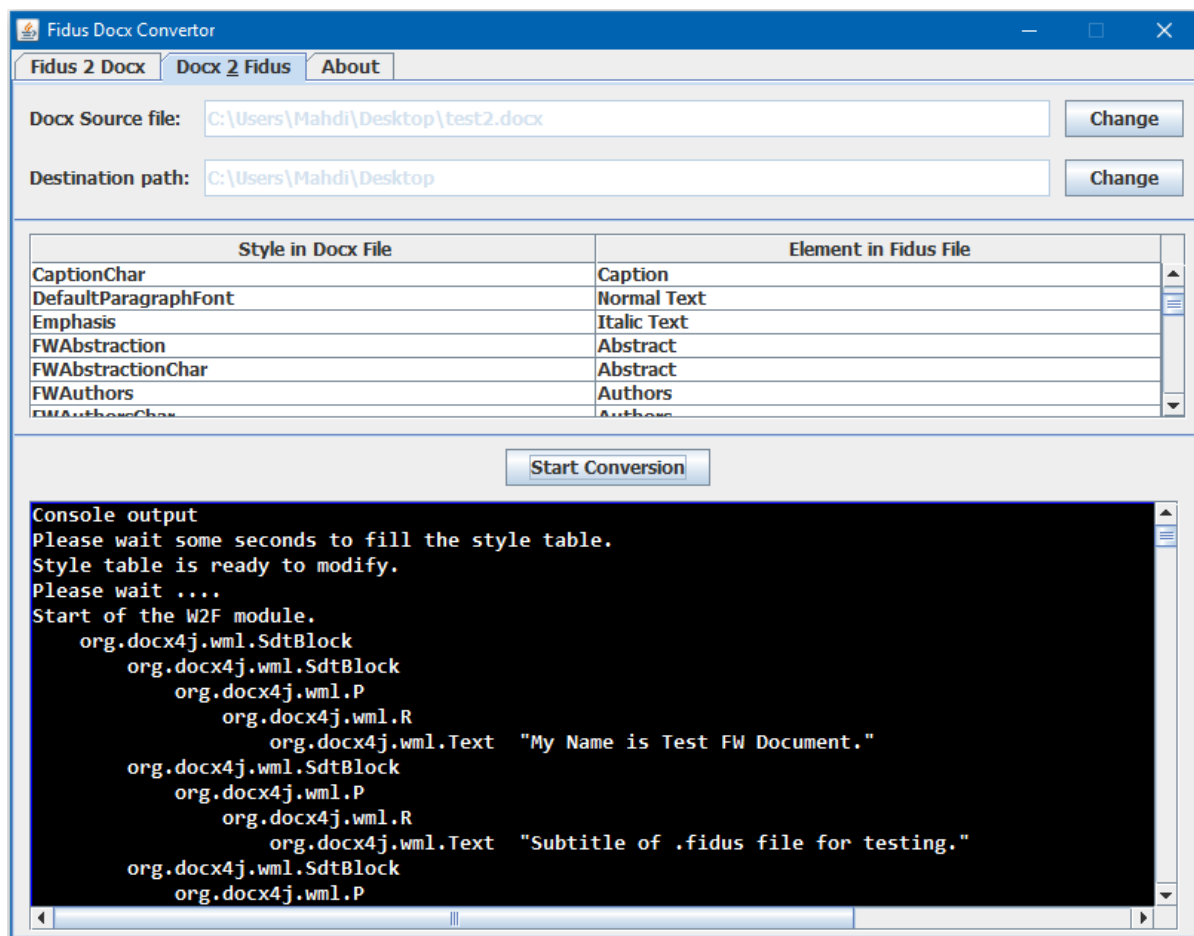 Fidus Docx Convertor
Fidus 2 Docx Docx 2 Fidus About
Docx Source file: C:\Users\Mahdi\Desktop\test2.docx Change
Destination path: C:\Users\Mahdi\Desktop Change
Style in Docx File Element in Fidus File
CaptionChar Caption
DefaultParagraphFont Normal Text
Emphasis Italic Text
FWAbstraction Abstract
FWAbstractionChar Abstract
FWAuthors Authors
FWAuthorsChar Authors
Start Conversion
Console output
Please wait some seconds to fill the style table.
Style table is ready to modify.
Please wait ....
Start of the W2F module.
org.docx4j.wml.SdtBlock
org.docx4j.wml.SdtBlock
org.docx4j.wml.P
org.docx4j.wml.R
org.docx4j.wml.Text "My Name is Test FW Document."
org.docx4j.wml.SdtBlock
org.docx4j.wml.P
org.docx4j.wml.R
org.docx4j.wml.Text "Subtitle of .fidus file for testing."
org.docx4j.wml.SdtBlock
org.docx4j.wml.P